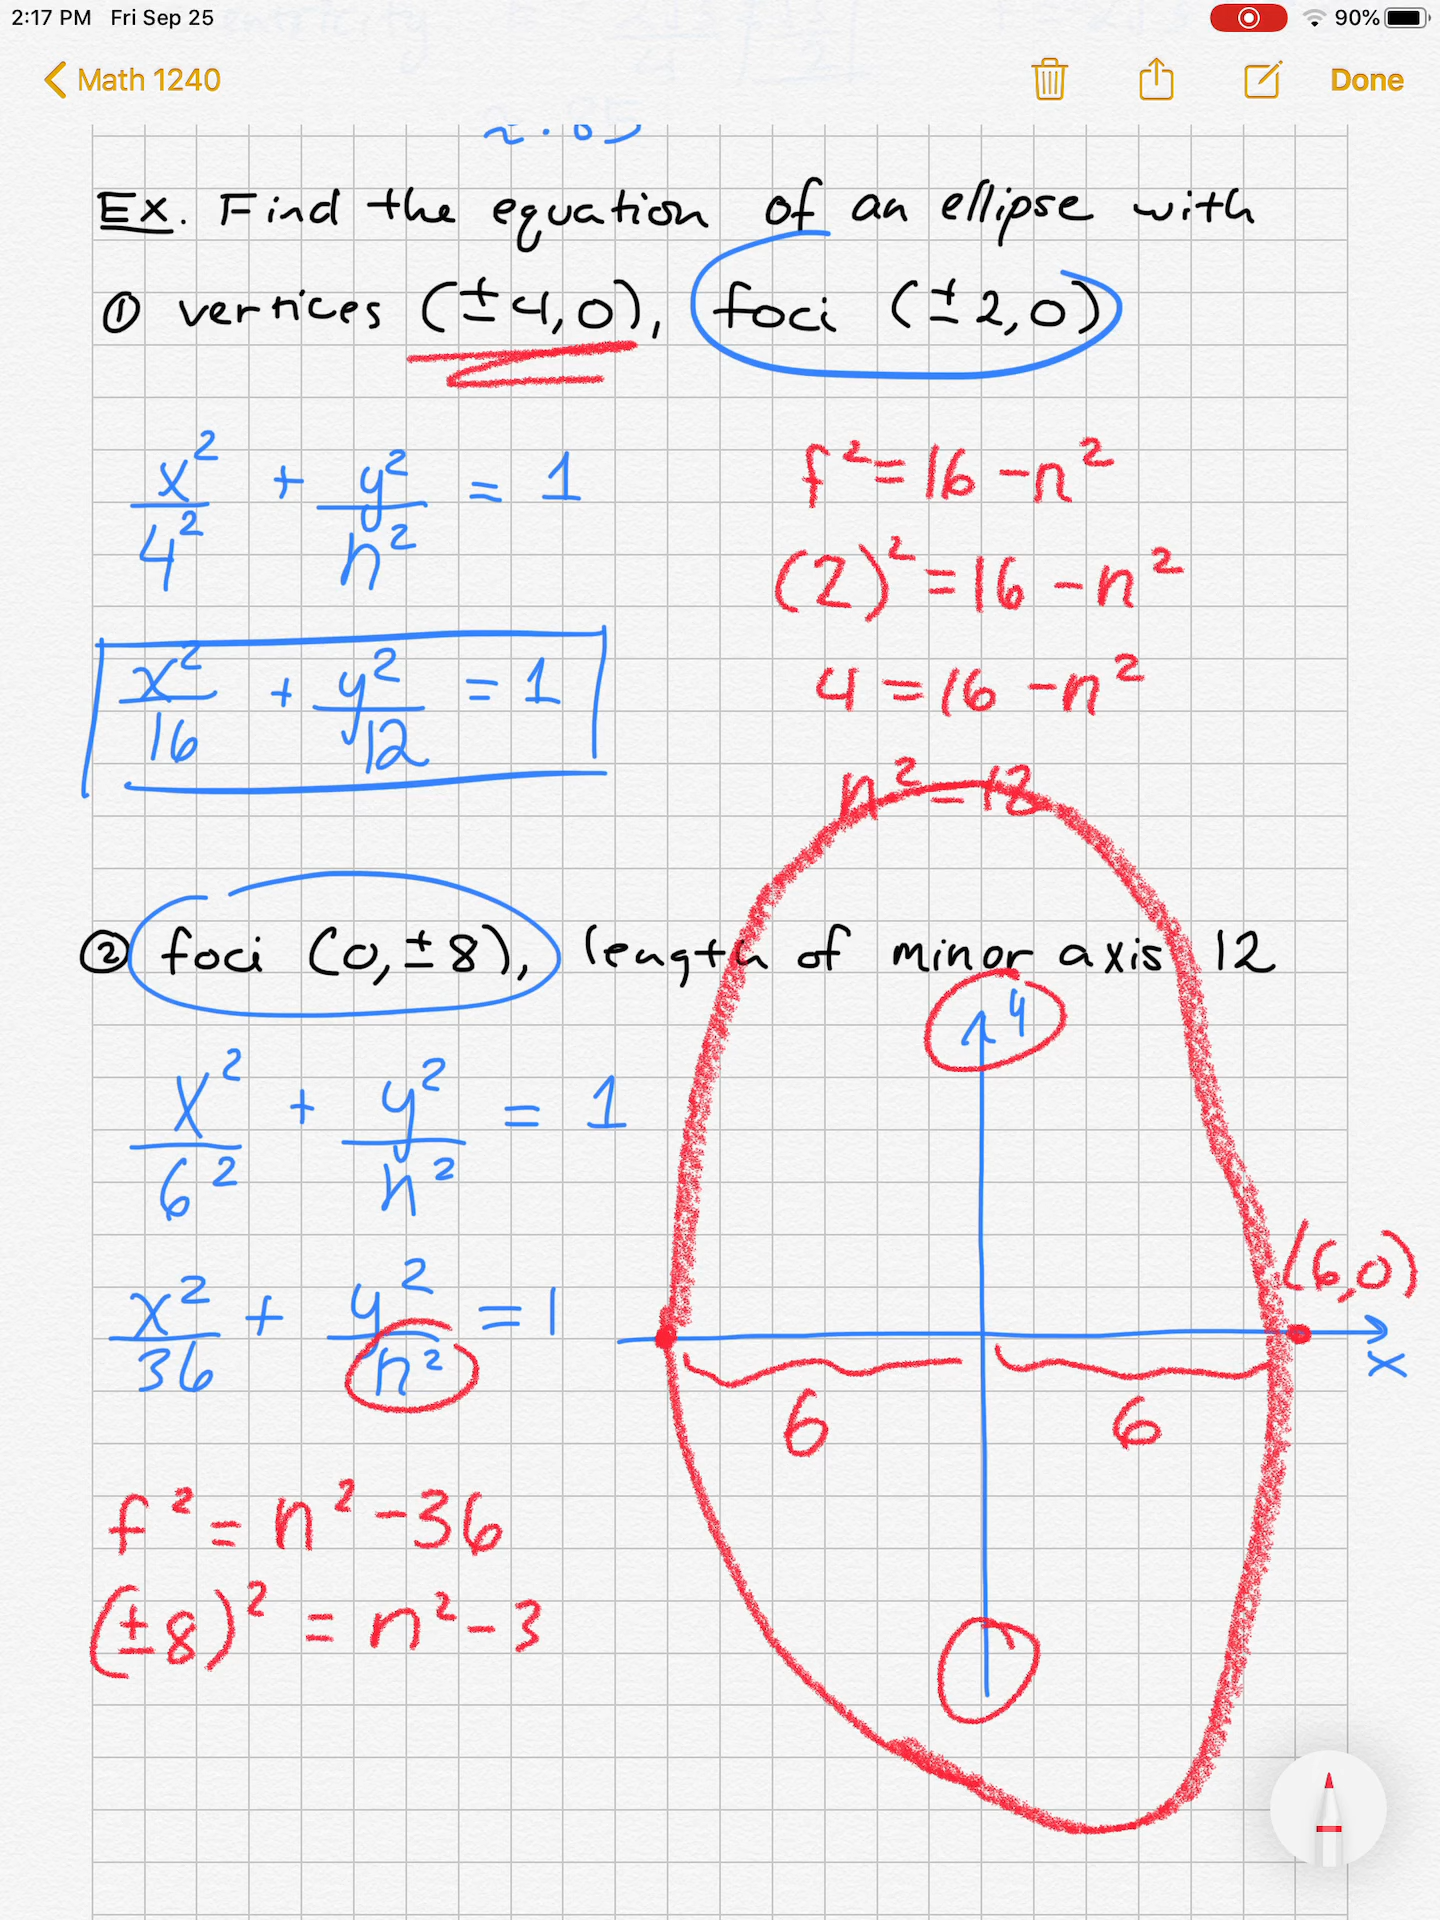 2:17 PM Fri Sep 25 90%
Math 1240 Done
Ex. Find the equation of an ellipse with
① vertices (±4,0), foci (±2,0)
x²/4² + y²/n² = 1
f² = 16 - n²
(2)² = 16 - n²
x²/16 + y²/12 = 1
4 = 16 - n²
n² = 12
② foci (0,±8), length of minor axis 12
y
x²/6² + y²/n² = 1
(6,0)
x²/36 + y²/n² = 1
x
6 6
f² = n² - 36
(±8)² = n² - 3